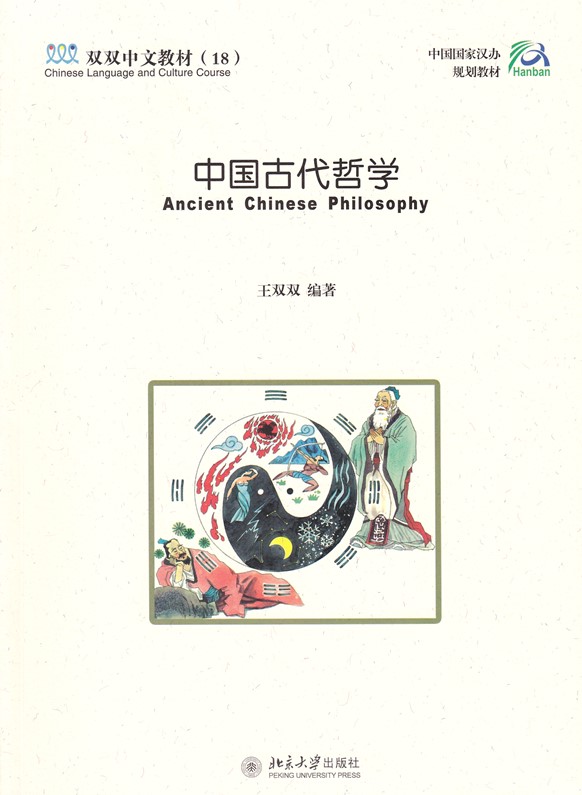 双双中文教材（18）
Chinese Language and Culture Course
中国国家汉办
规划教材
Hanban
中国古代哲学
Ancient Chinese Philosophy
王双双 编著
北京大学出版社
PEKING UNIVERSITY PRESS